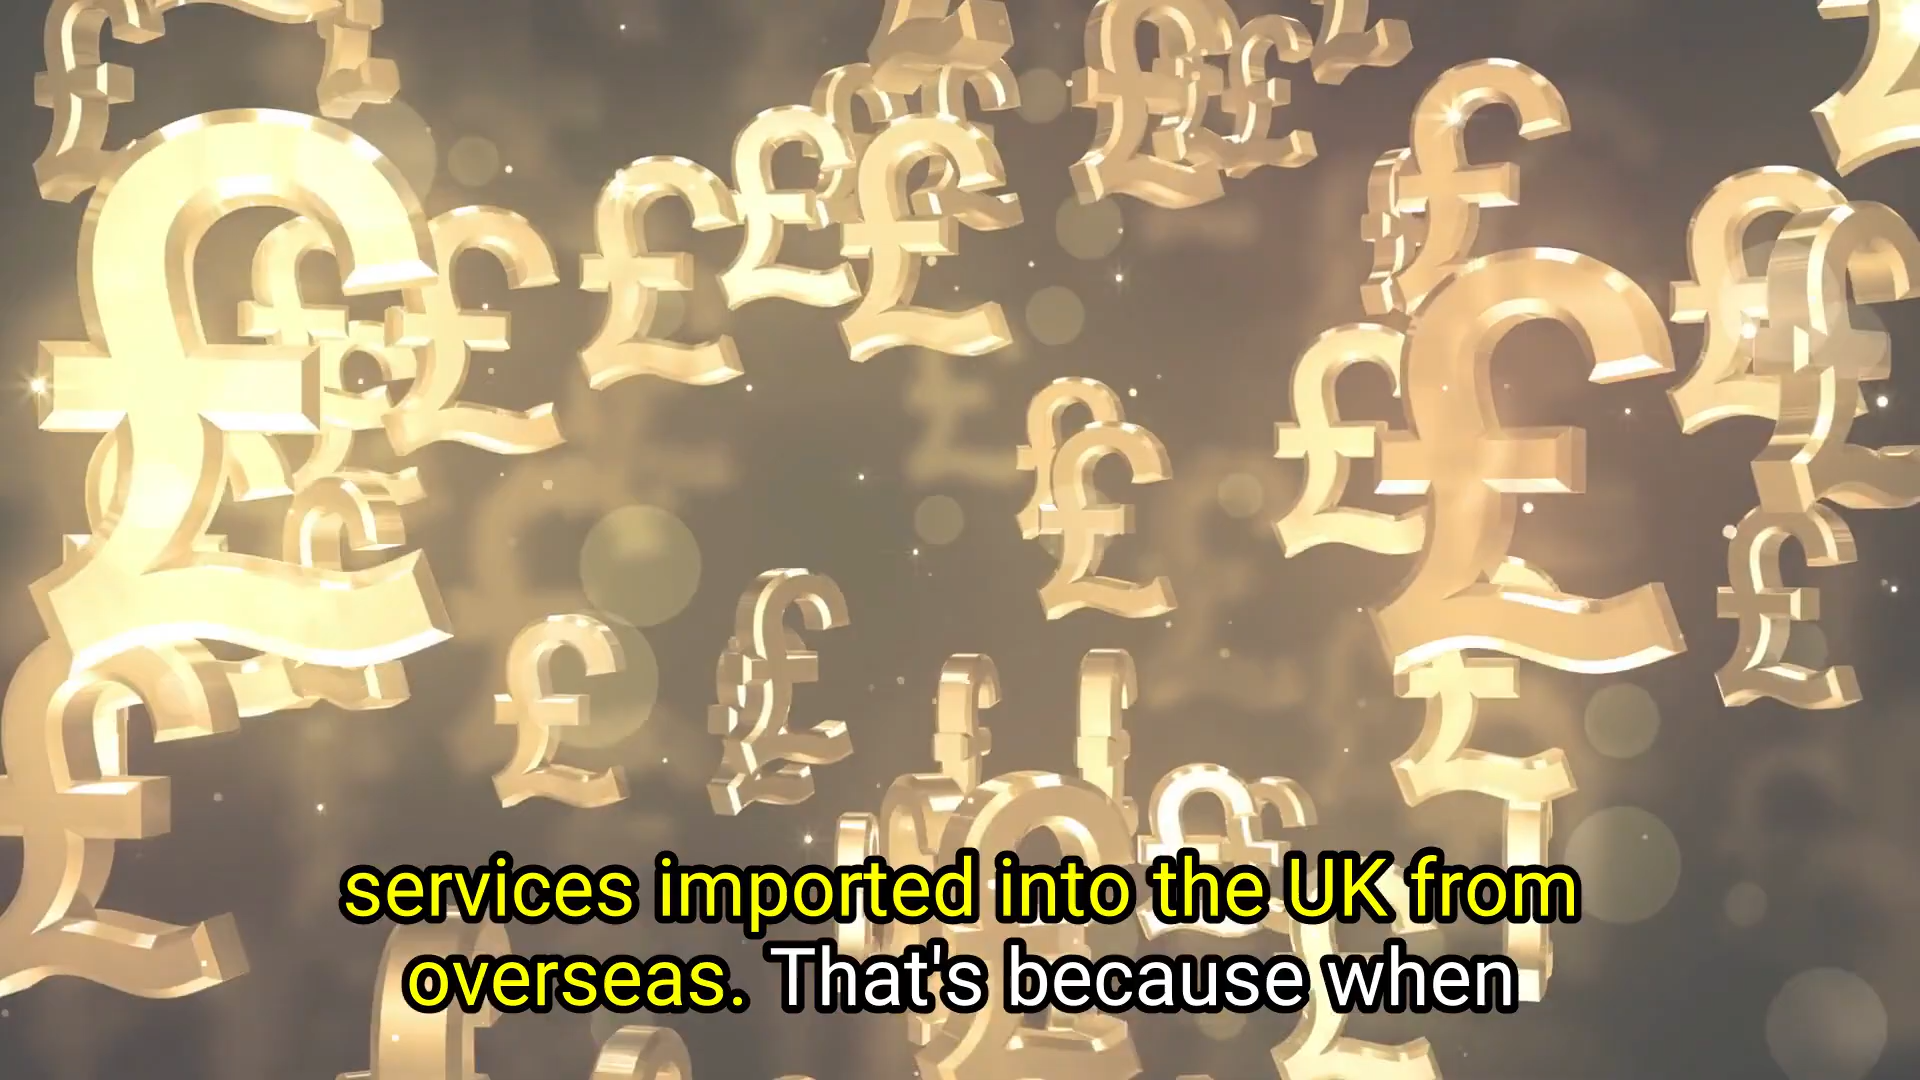 services imported into the UK from
overseas. That's because when